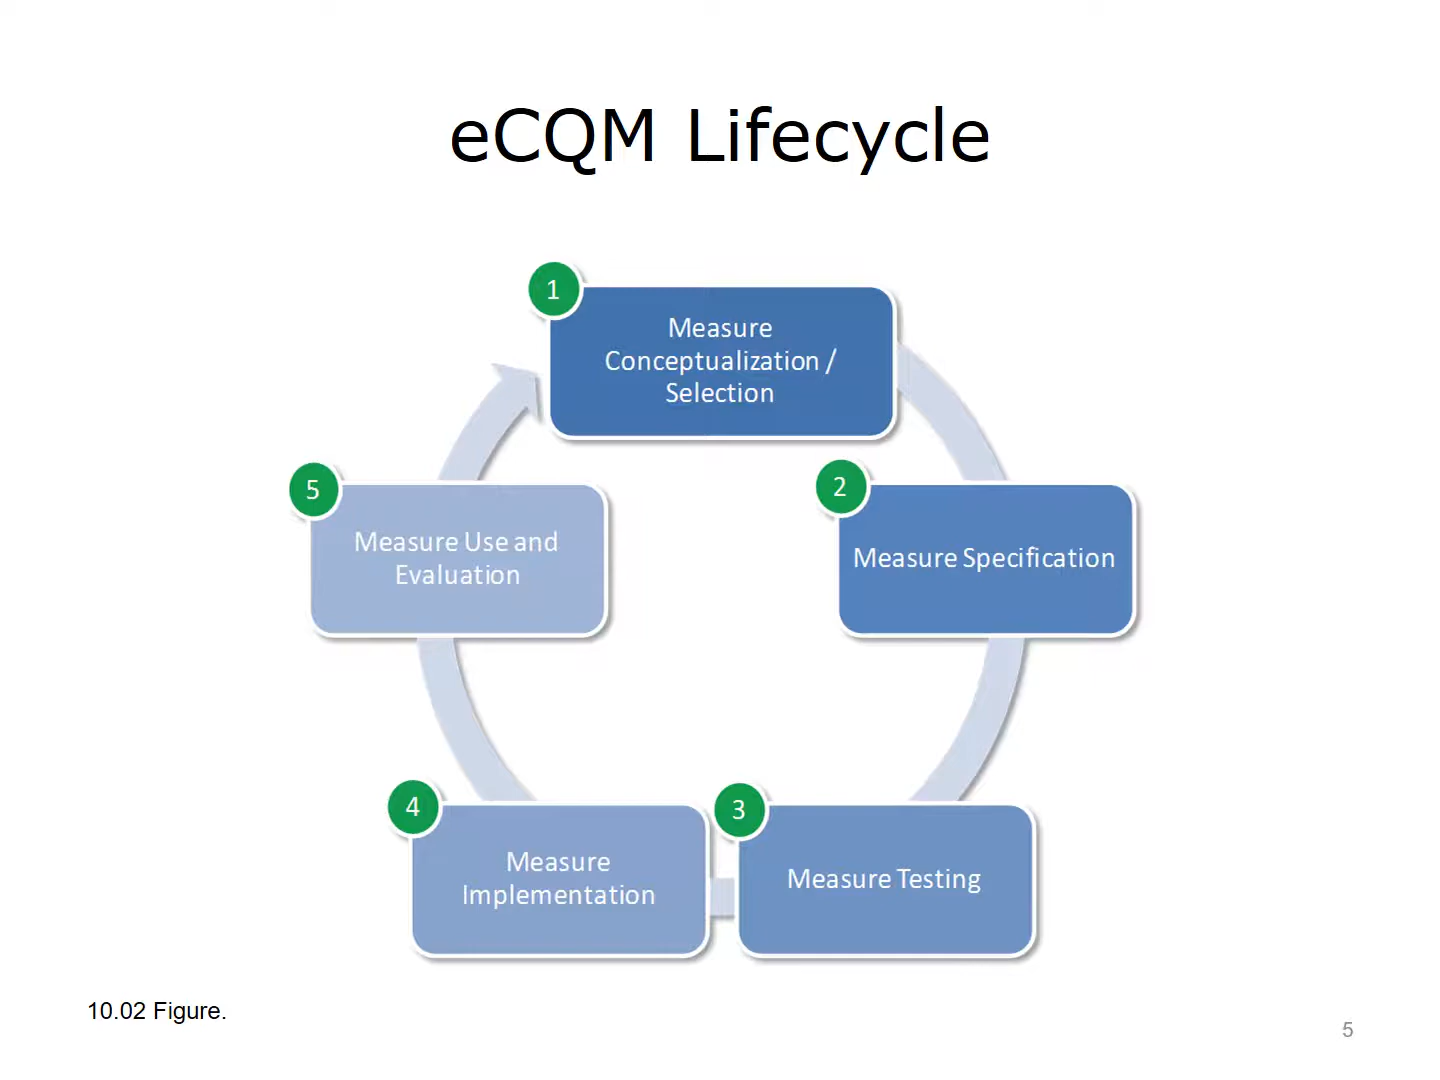 eCQM Lifecycle
1
Measure
Conceptualization /
Selection
2
Measure Specification
3
Measure Testing
4
Measure
Implementation
5
Measure Use and
Evaluation
10.02 Figure.
5